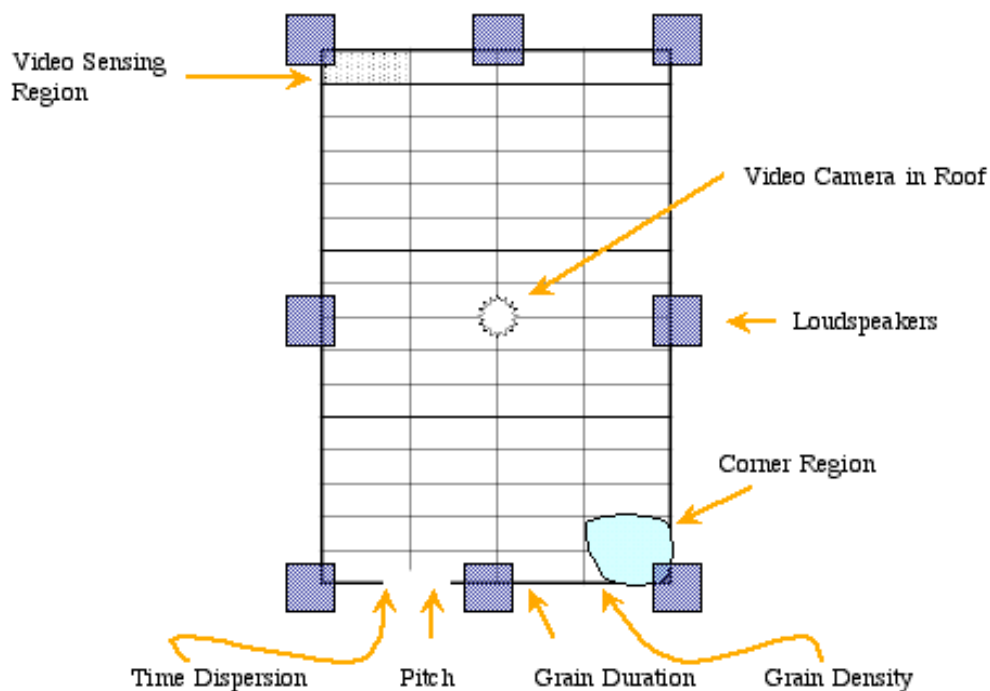 Video Sensing
Region
Video Camera in Roof
Loudspeakers
Corner Region
Time Dispersion
Pitch
Grain Duration
Grain Density